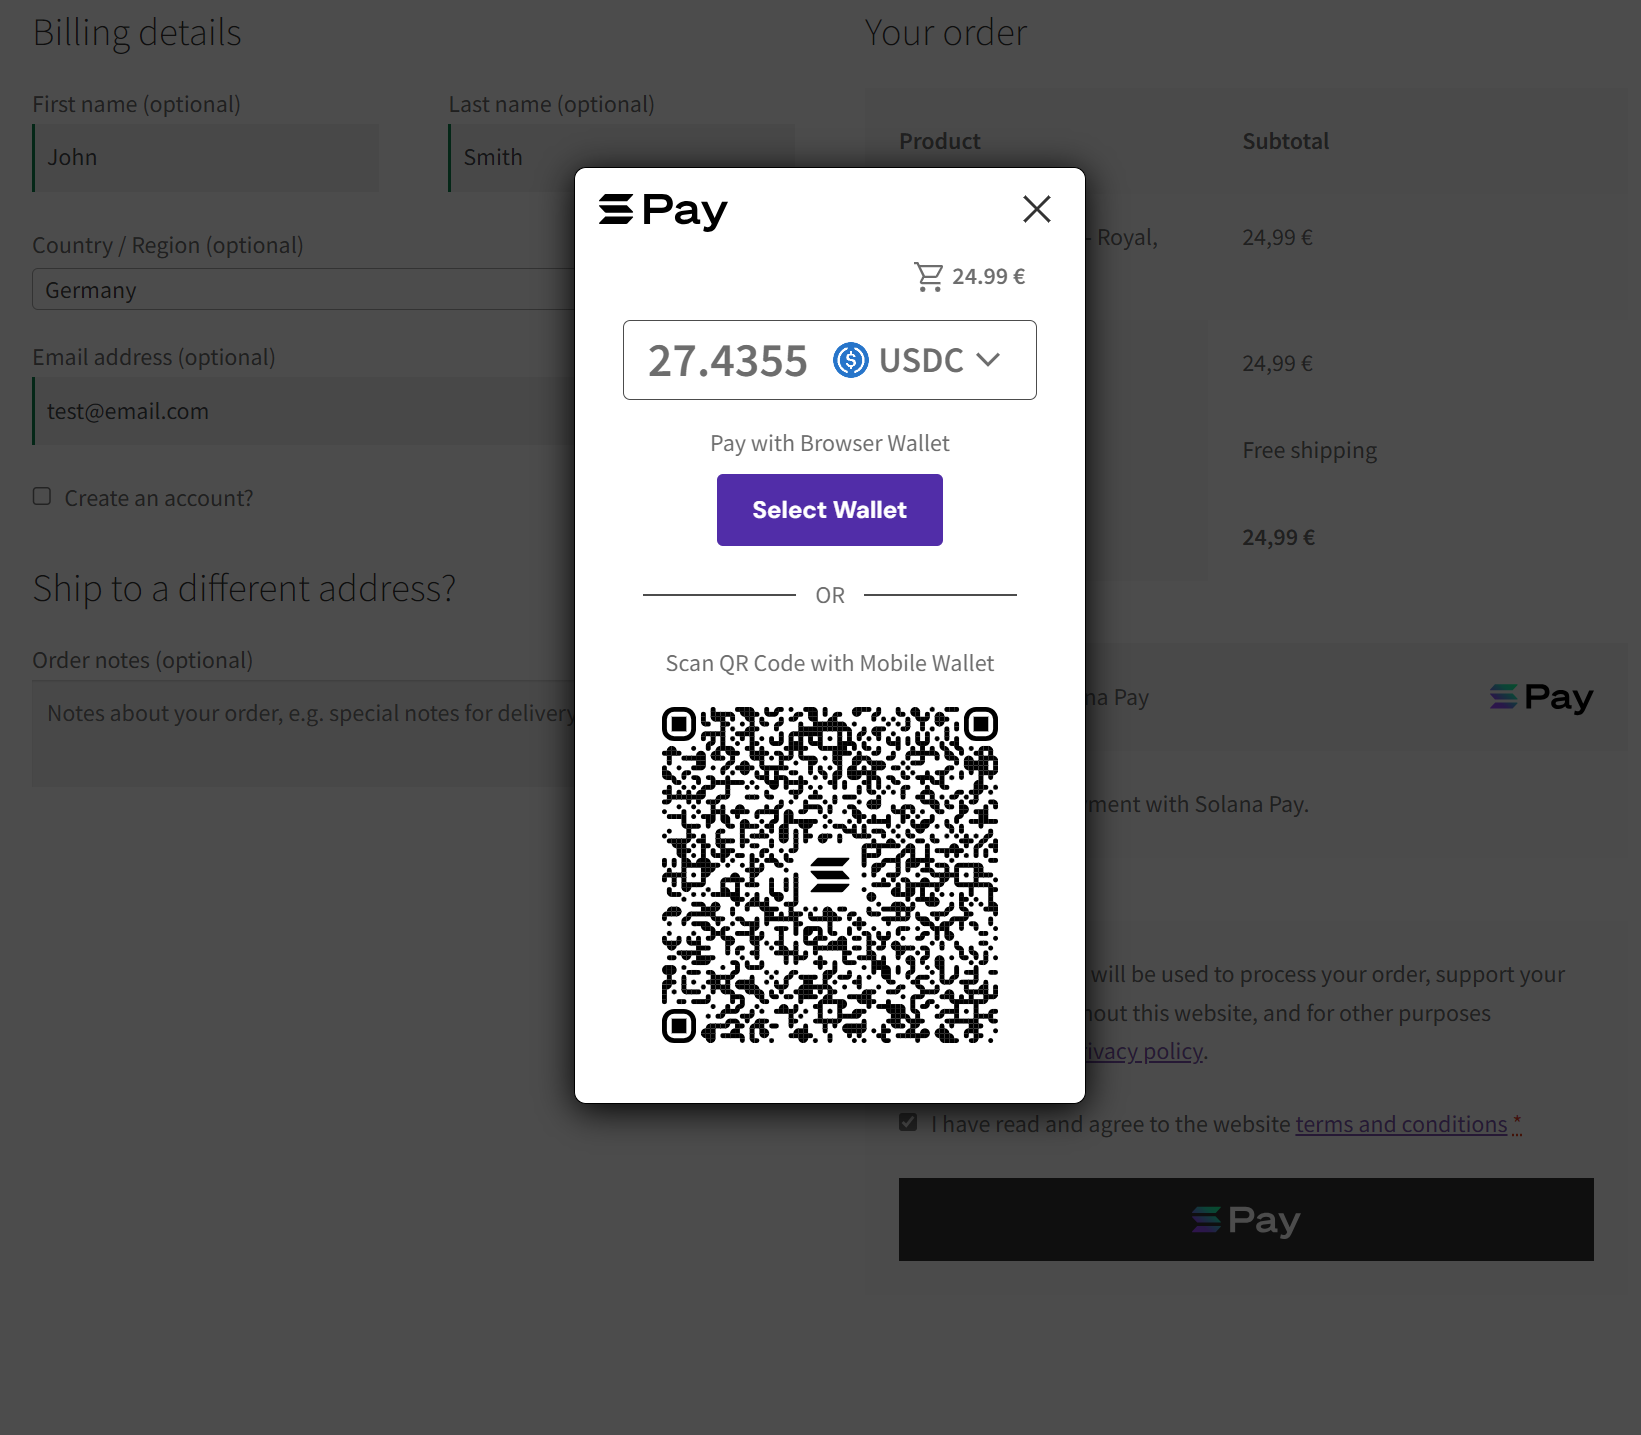 Billing details
Your order
First name (optional)
Last name (optional)
John
Smith
Product
Subtotal
Pay
- Royal,
24,99 €
Country / Region (optional)
Germany
24.99 €
27.4355 USDC
Email address (optional)
24,99 €
test@email.com
Pay with Browser Wallet
Free shipping
Select Wallet
Create an account?
24,99 €
Ship to a different address?
OR
Order notes (optional)
Scan QR Code with Mobile Wallet
Notes about your order, e.g. special notes for delivery
na Pay
Pay
ment with Solana Pay.
will be used to process your order, support your
hout this website, and for other purposes
ivacy policy.
I have read and agree to the website terms and conditions *
Pay